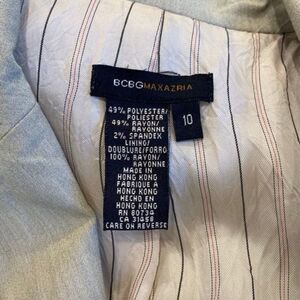 BCBGMAXAZRIA
10
49% POLYESTER/
POLIESTER
49% RAYON/
RAYONNE
2% SPANDEX
LINING/
DOUBLURE/FORRO:
100% RAYON/
RAYONNE
MADE IN
HONG KONG
FABRIQUE A
HONG KONG
HECHO EN
HONG KONG
RN 80734
CA 31458
CARE ON REVERSE